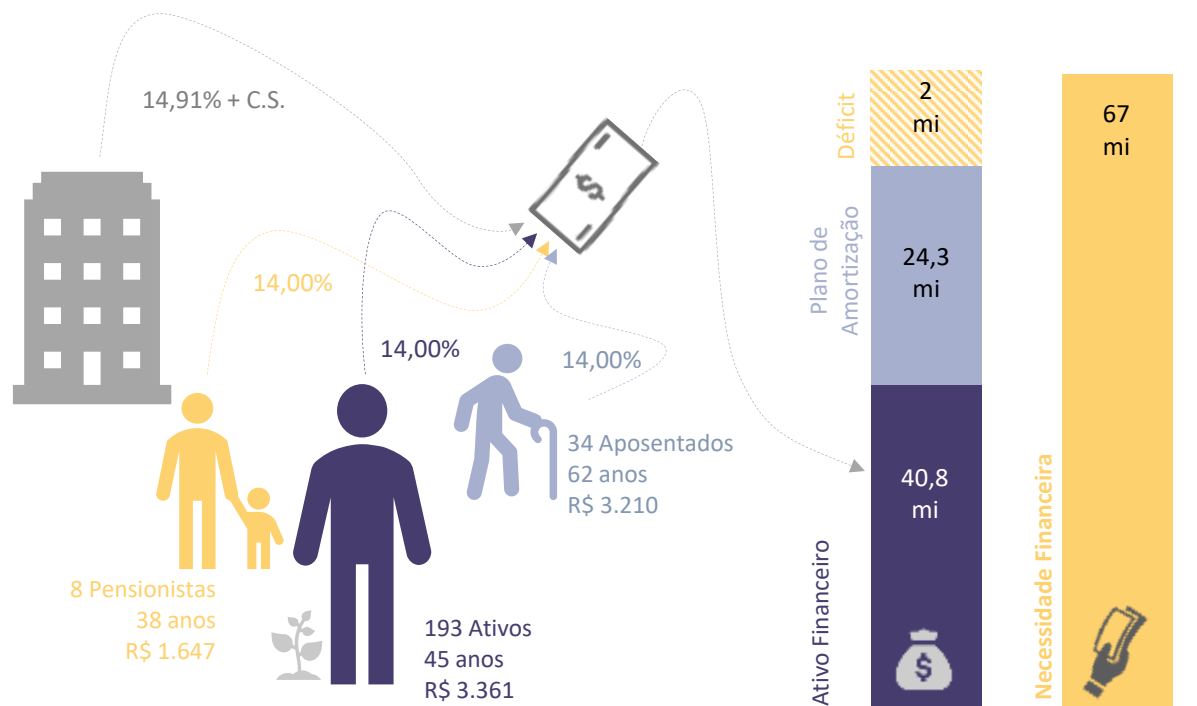 14,91% + C.S.
14,00%
14,00%
14,00%
8 Pensionistas
38 anos
R$ 1.647
193 Ativos
45 anos
R$ 3.361
34 Aposentados
62 anos
R$ 3.210
$
Déficit
2
mi
Plano de
Amortização
24,3
mi
Ativo Financeiro
40,8
mi
$
Necessidade Financeira
67
mi